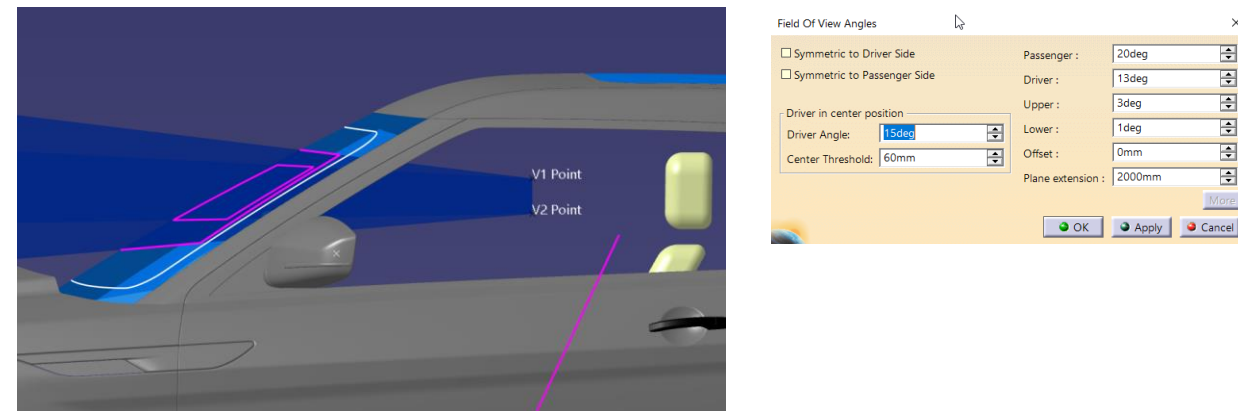 V1 Point
V2 Point
Field Of View Angles
Symmetric to Driver Side
Symmetric to Passenger Side
Driver in center position
Driver Angle: 15deg
Center Threshold: 60mm
Passenger : 20deg
Driver : 13deg
Upper : 3deg
Lower : 1deg
Offset : 0mm
Plane extension : 2000mm
More
OK Apply Cancel